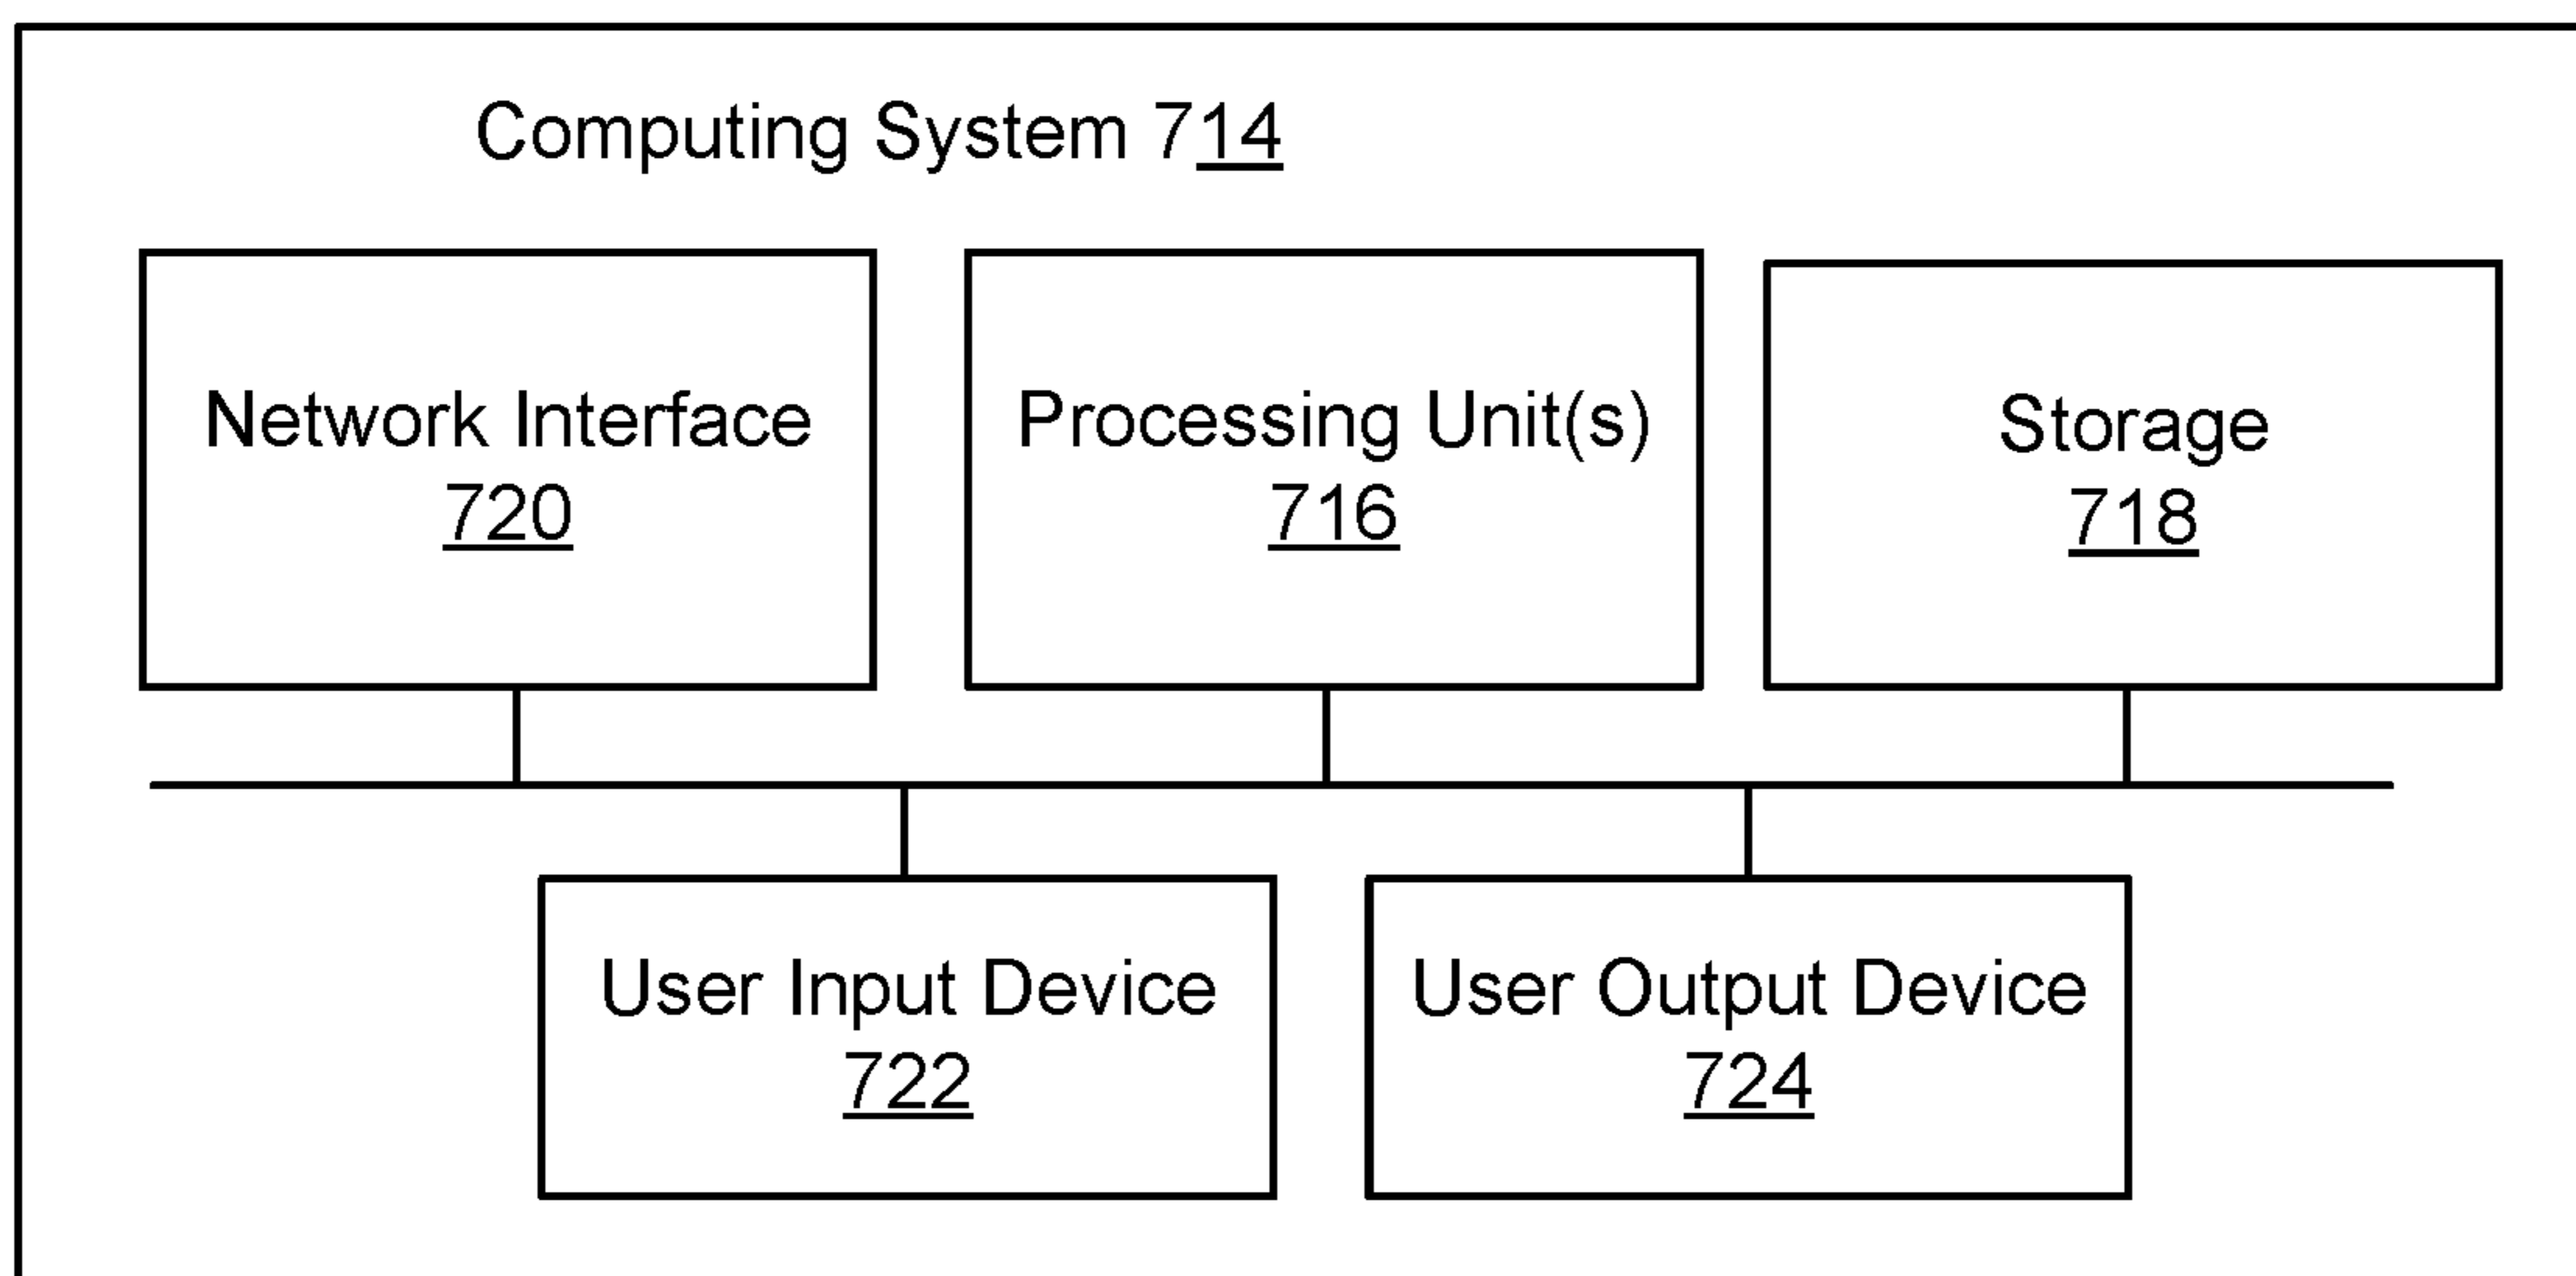 Computing System 714
Network Interface
720
Processing Unit(s)
716
Storage
718
User Input Device
722
User Output Device
724